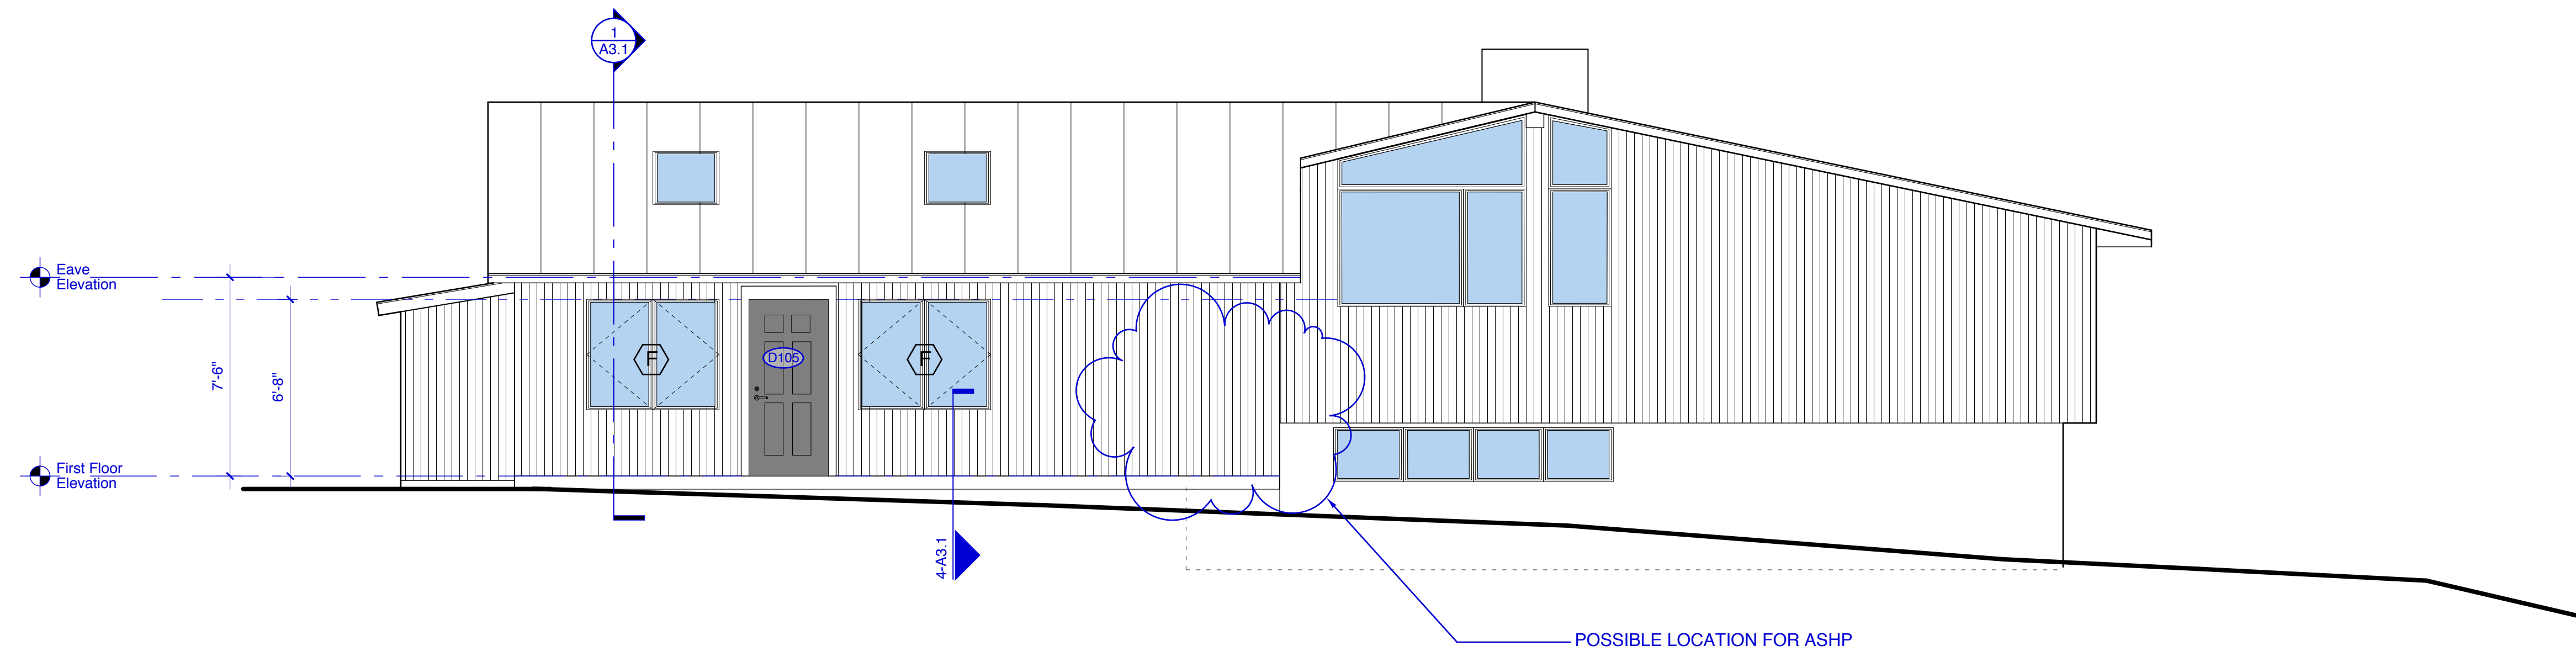 1
A3.1
Eave
Elevation
7'-6"
6'-8"
F
D105
F
First Floor
Elevation
4-A3.1
POSSIBLE LOCATION FOR ASHP